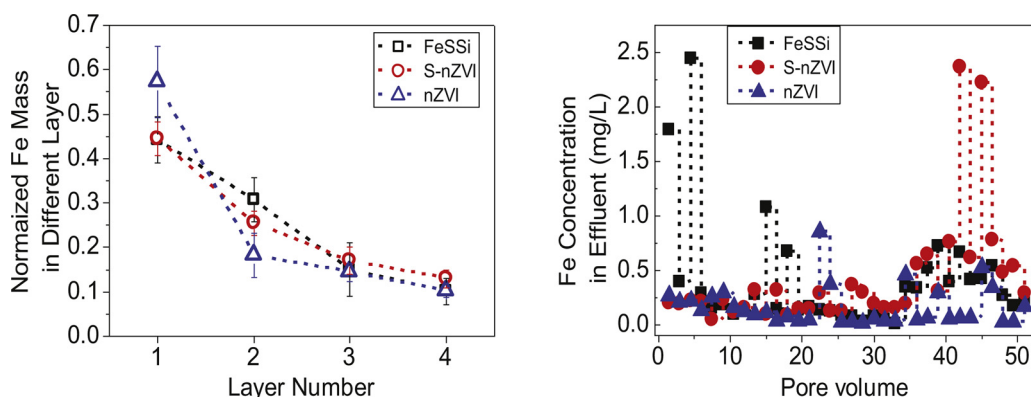 Normaized Fe Mass
in Different Layer
0.7
0.6
0.5
0.4
0.3
0.2
0.1
0.0
FeSSi
S-nZVI
nZVI
1 2 3 4
Layer Number
Fe Concentration
in Effluent (mg/L)
2.5
2.0
1.5
1.0
0.5
0.0
FeSSi
S-nZVI
nZVI
0 10 20 30 40 50
Pore volume